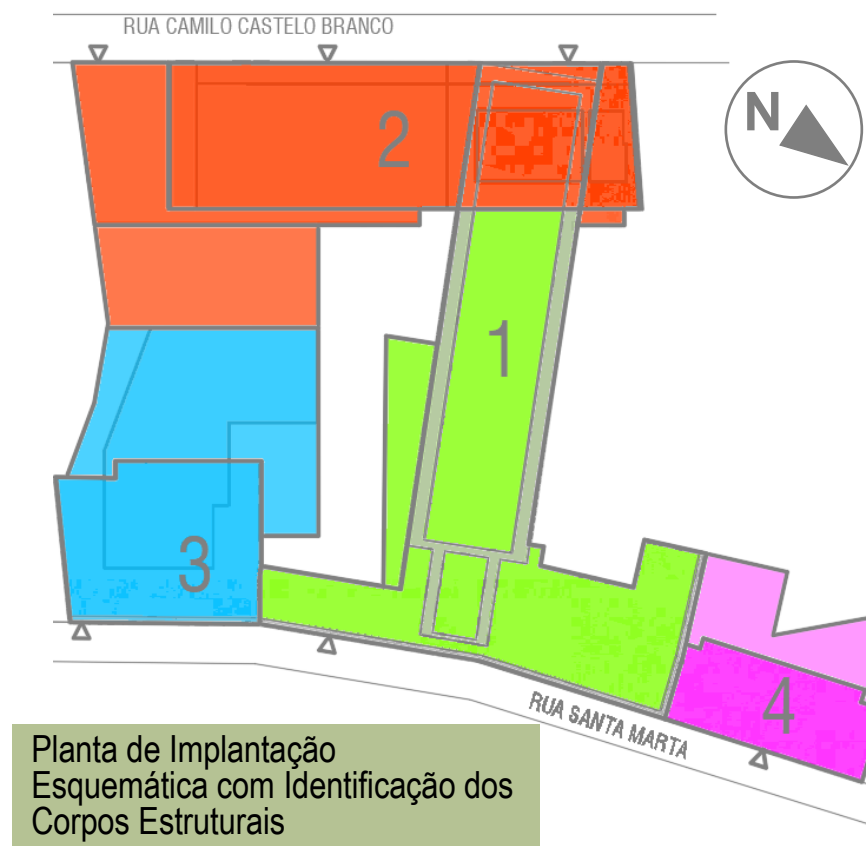 RUA CAMILO CASTELO BRANCO
N
2
1
3
4
RUA SANTA MARTA
Planta de Implantação
Esquemática com Identificação dos
Corpos Estruturais